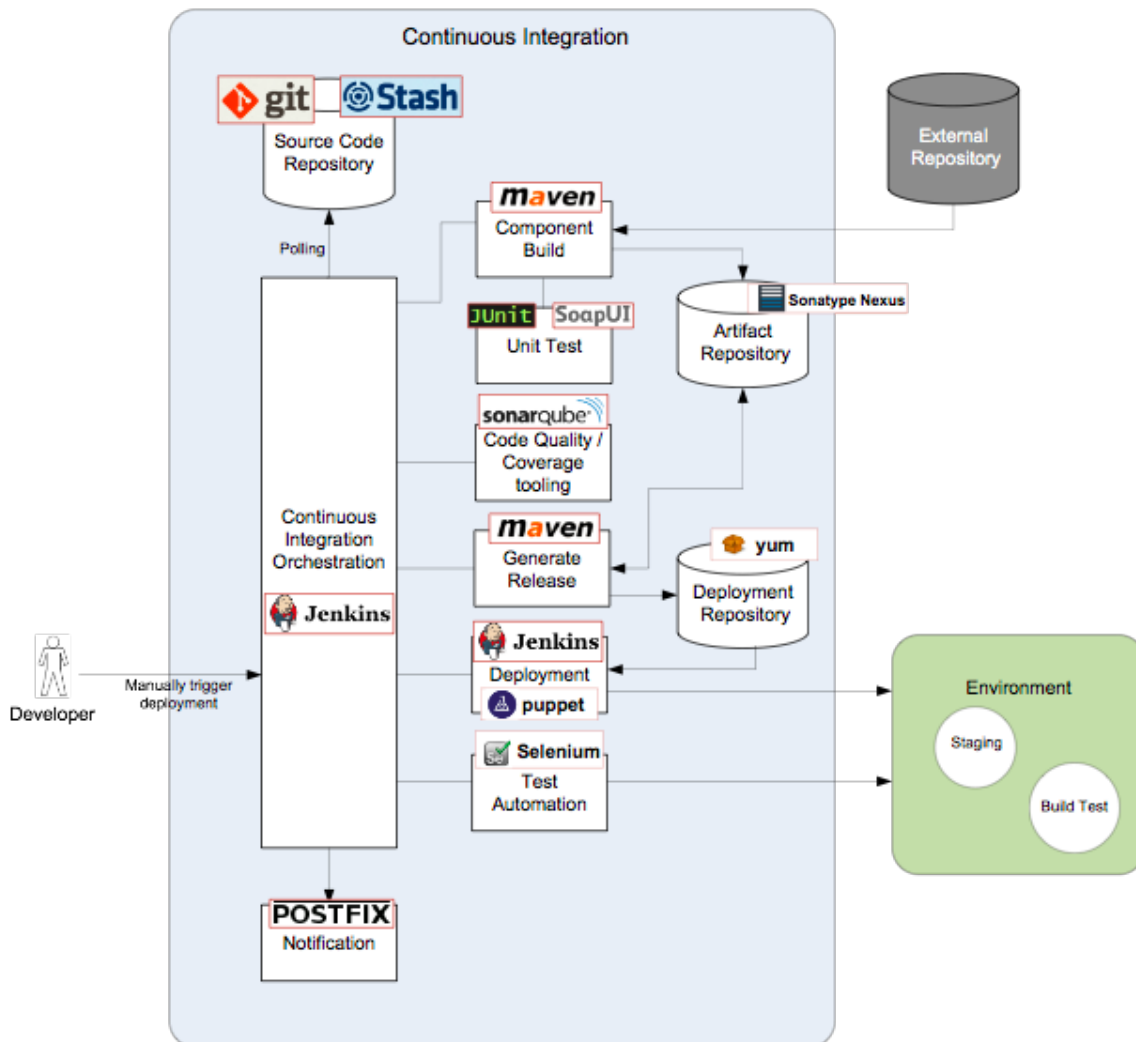 Continuous Integration
git
Stash
Source Code
Repository
External
Repository
maven
Component
Build
Polling
Sonatype Nexus
JUnit
SoapUI
Unit Test
Artifact
Repository
sonarqube
Code Quality /
Coverage
tooling
Continuous
Integration
Orchestration
Jenkins
maven
Generate
Release
yum
Deployment
Repository
Jenkins
Deployment
puppet
Developer
Manually trigger
deployment
Environment
Staging
Build Test
Se
Selenium
Test
Automation
POSTFIX
Notification